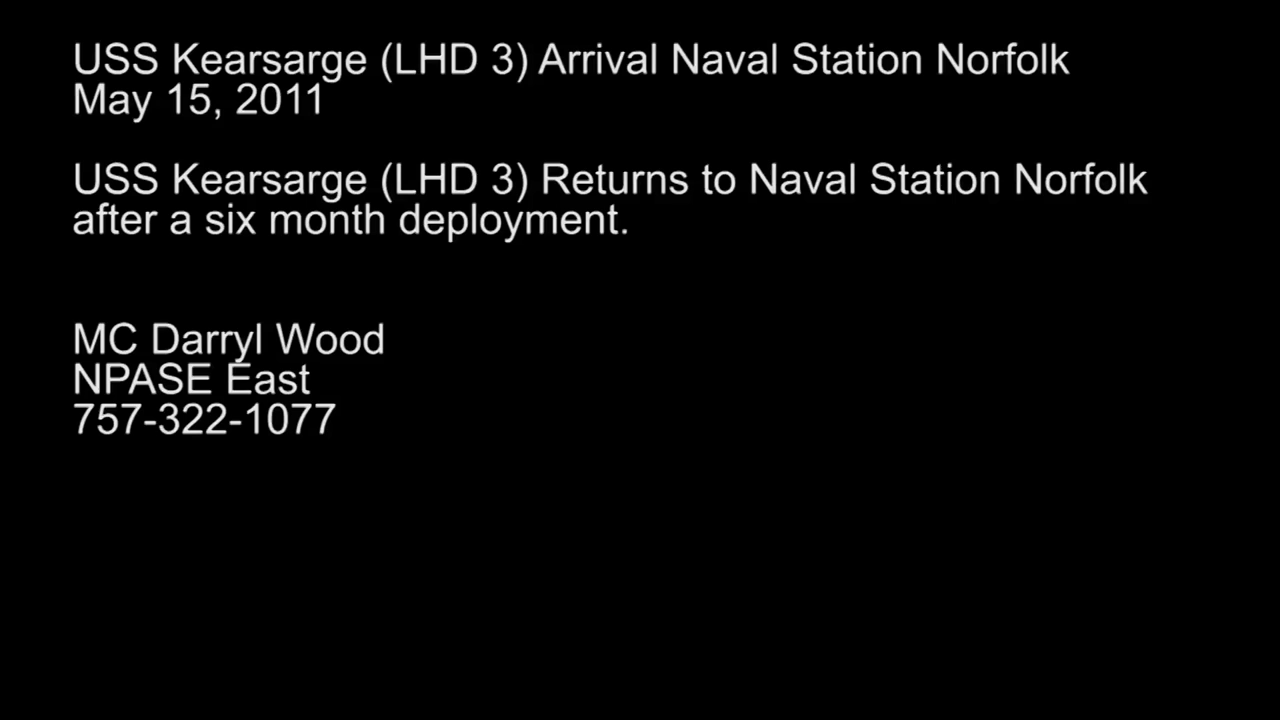 USS Kearsarge (LHD 3) Arrival Naval Station Norfolk
May 15, 2011
USS Kearsarge (LHD 3) Returns to Naval Station Norfolk
after a six month deployment.
MC Darryl Wood
NPASE East
757-322-1077